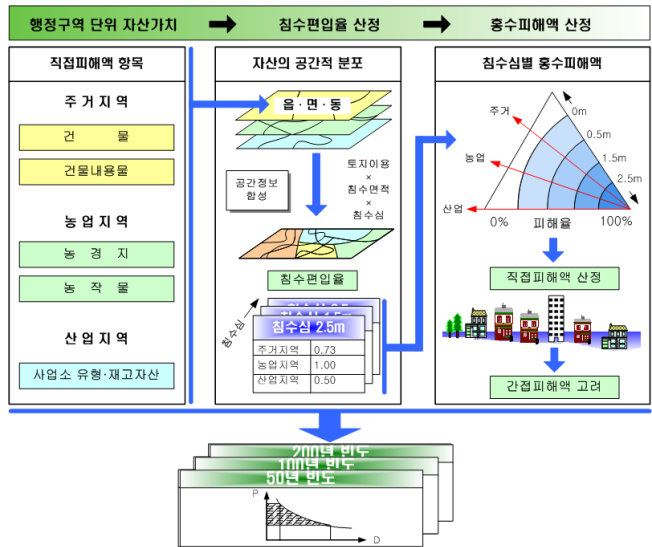 행정구역 단위 자산가치
침수편입율 산정
홍수피해액 산정
직접피해액 항목
주 거 지 역
건 물
건물내용물
농 업 지 역
농 경 지
농 작 물
산 업 지 역
사업소 유형·재고자산
자산의 공간적 분포
읍·면·동
공간정보
합성
토지이용
×
침수면적
×
침수심
침수편입율
침수심
침수심 2.5m
주거지역 0.73
농업지역 1.00
산업지역 0.50
침수심별 홍수피해액
주거
농업
산업
0m
0.5m
1.5m
2.5m
0% 피해율 100%
직접피해액 산정
간접피해액 고려
200년 빈도
100년 빈도
50년 빈도
P
D